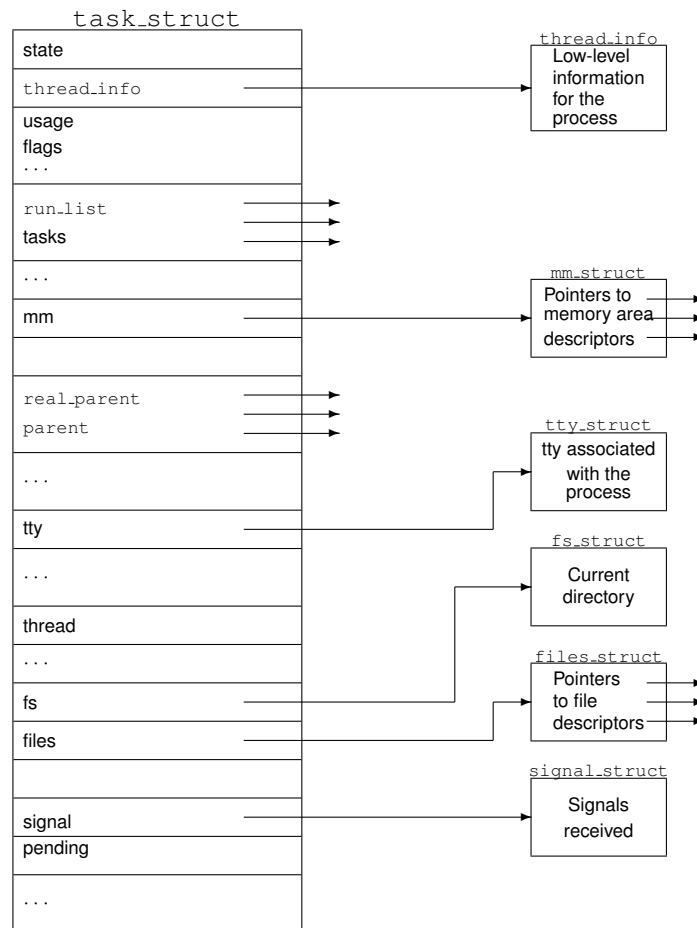 task_struct
state
thread_info
usage
flags
...
run_list
tasks
...
mm
real_parent
parent
...
tty
...
thread
...
fs
files
signal
pending
...
thread_info
Low-level
information
for the
process
mm_struct
Pointers to
memory area
descriptors
tty_struct
tty associated
with the
process
fs_struct
Current
directory
files_struct
Pointers
to file
descriptors
signal_struct
Signals
received